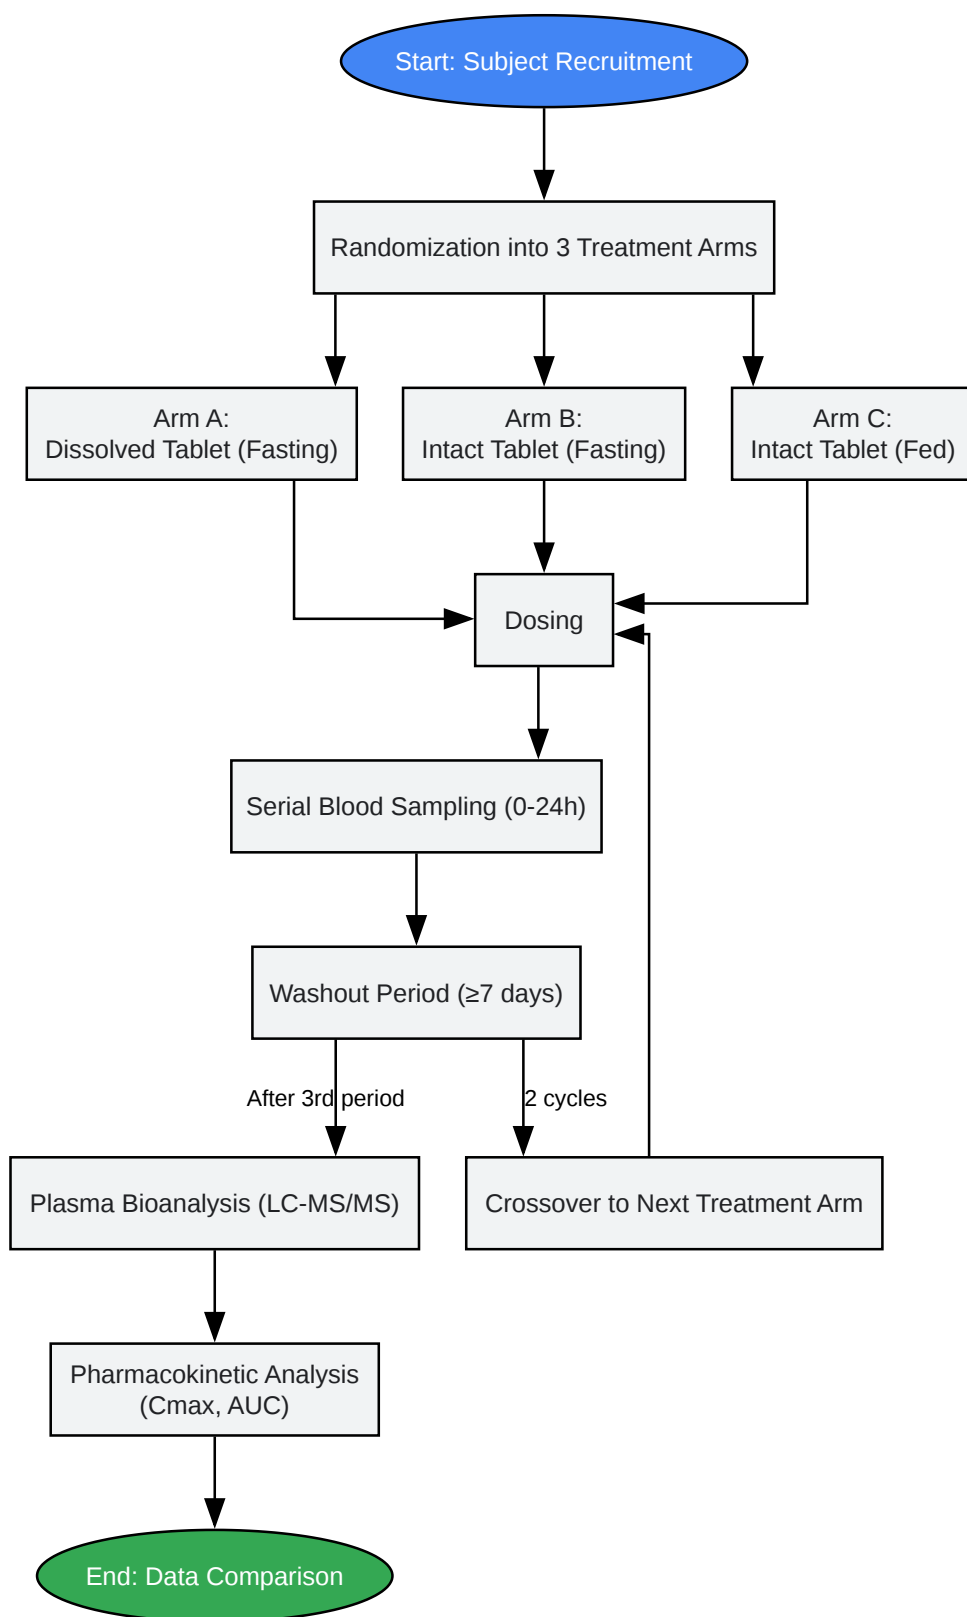 Start: Subject Recruitment
Randomization into 3 Treatment Arms
Arm A:
Dissolved Tablet (Fasting)
Arm B:
Intact Tablet (Fasting)
Arm C:
Intact Tablet (Fed)
Dosing
Serial Blood Sampling (0-24h)
Washout Period (≥7 days)
After 3rd period
2 cycles
Plasma Bioanalysis (LC-MS/MS)
Crossover to Next Treatment Arm
Pharmacokinetic Analysis
(Cmax, AUC)
End: Data Comparison